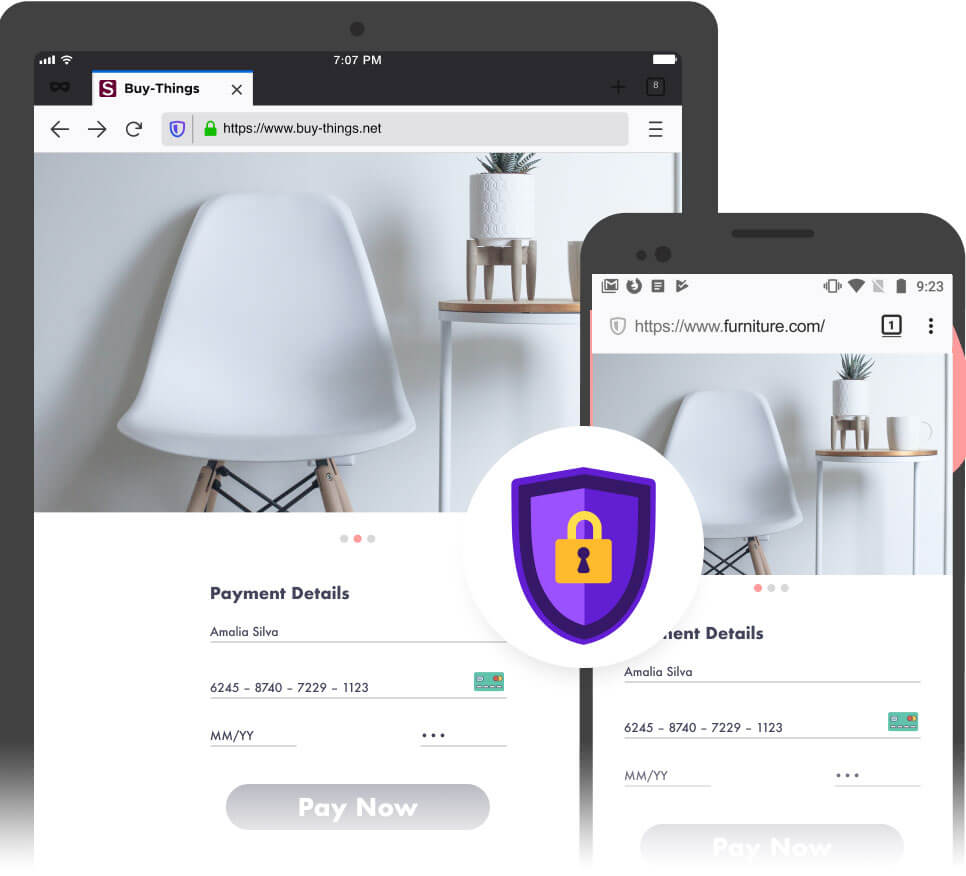 7:07 PM
S Buy-Things
8
https://www.buy-things.net
Payment Details
Amalia Silva
6245 - 8740 - 7229 - 1123
MM/YY
•••
Pay Now
9:23
https://www.furniture.com/
1
ment Details
Amalia Silva
6245 - 8740 - 7229 - 1123
MM/YY
•••
Pay Now